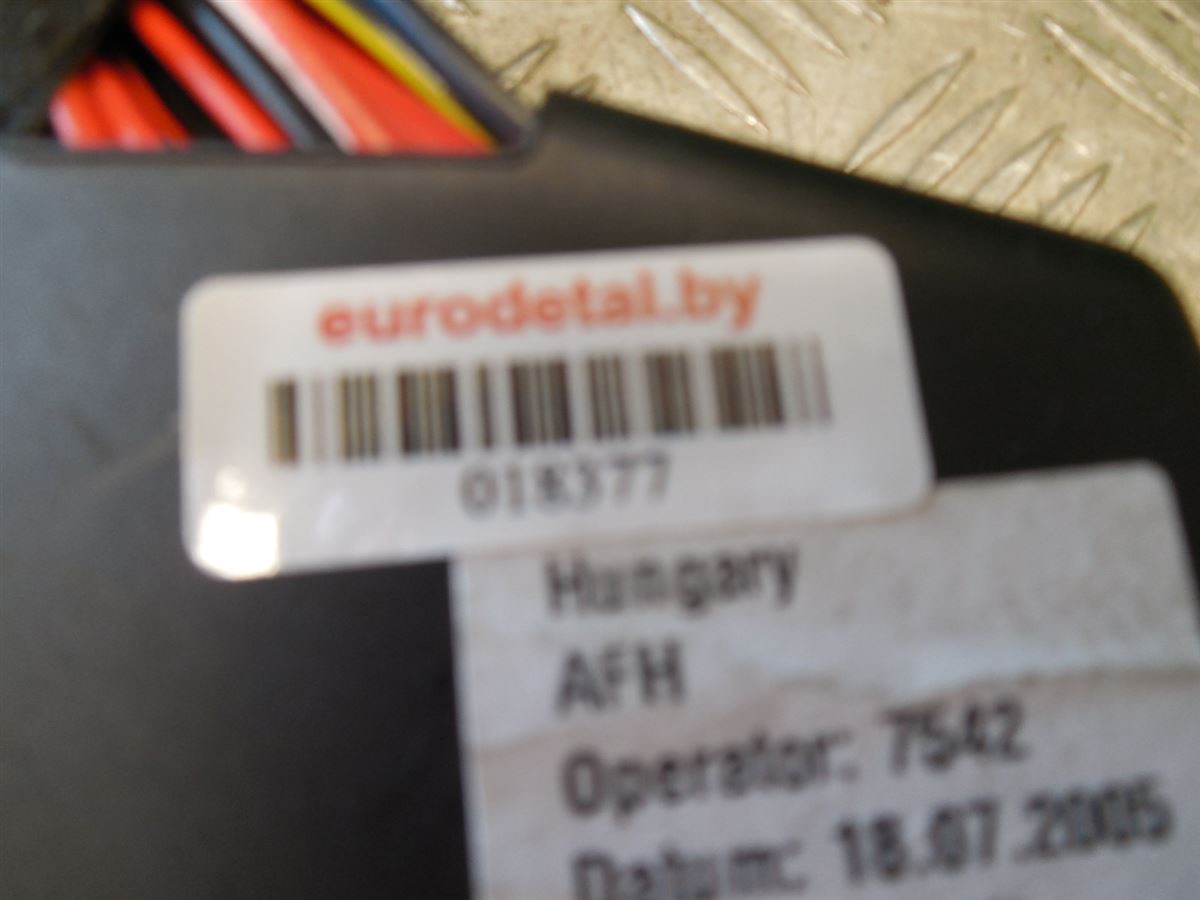 eurodetal.by
018377
Hungary
AFH
Operator: 7542
Datum: 18.07.2005